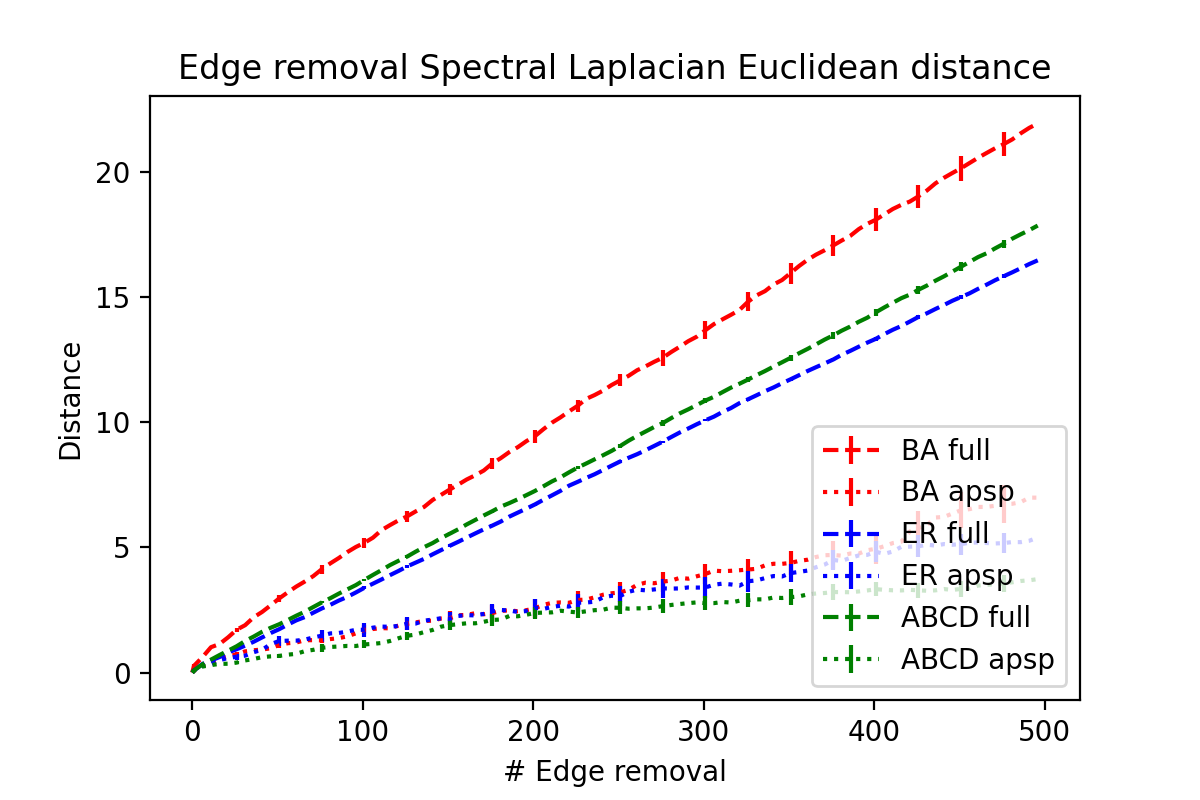 Edge removal Spectral Laplacian Euclidean distance
20
15
10
5
0
Distance
BA full
BA apsp
ER full
ER apsp
ABCD full
ABCD apsp
0 100 200 300 400 500
# Edge removal